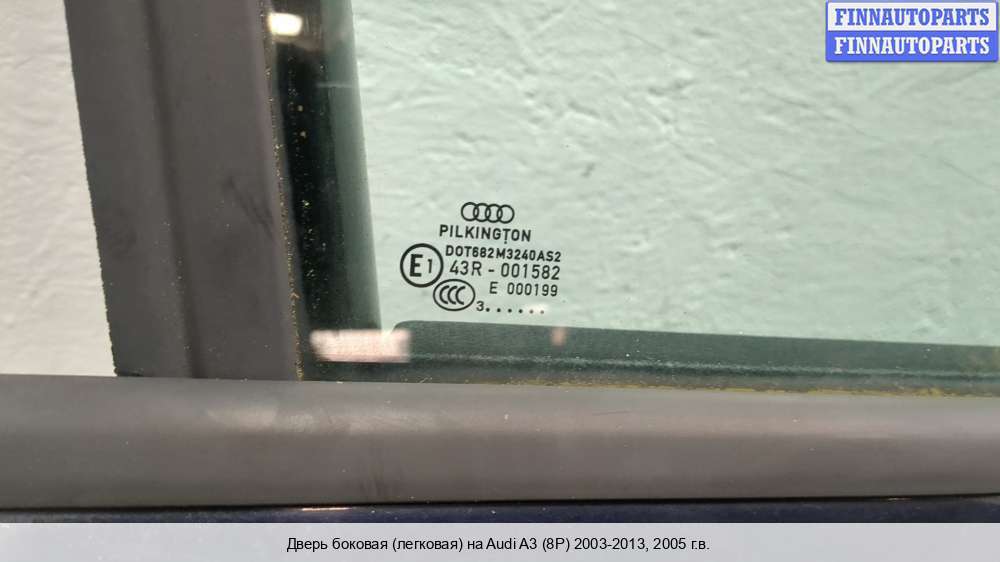 FINNAUTOPARTS
FINNAUTOPARTS
PILKINGTON
DOT682M3240AS2
E1 43R - 001582
E 000199
CCC 3......
Дверь боковая (легковая) на Audi A3 (8P) 2003-2013, 2005 г.в.